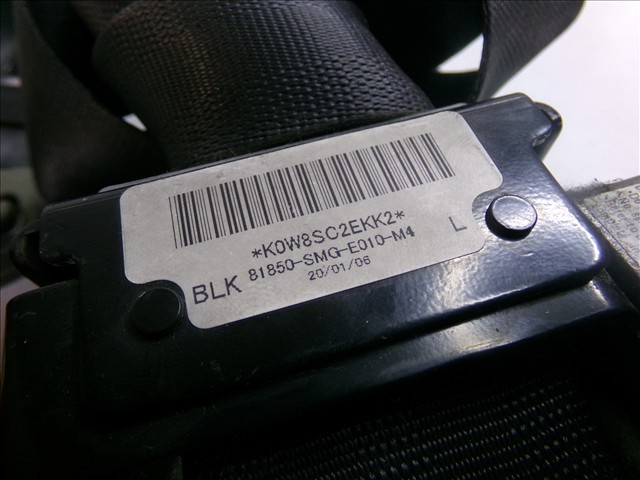 *K0W8SC2EKK2*
BLK 81850-SMG-E010-M4 L
20/01/06